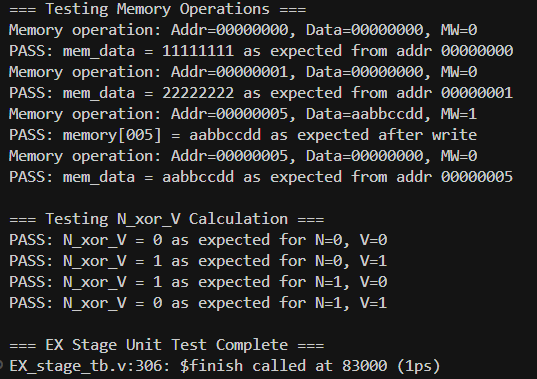 === Testing Memory Operations ===
Memory operation: Addr=00000000, Data=00000000, MW=0
PASS: mem_data = 11111111 as expected from addr 00000000
Memory operation: Addr=00000001, Data=00000000, MW=0
PASS: mem_data = 22222222 as expected from addr 00000001
Memory operation: Addr=00000005, Data=aabbccdd, MW=1
PASS: memory[005] = aabbccdd as expected after write
Memory operation: Addr=00000005, Data=00000000, MW=0
PASS: mem_data = aabbccdd as expected from addr 00000005

=== Testing N_xor_V Calculation ===
PASS: N_xor_V = 0 as expected for N=0, V=0
PASS: N_xor_V = 1 as expected for N=0, V=1
PASS: N_xor_V = 1 as expected for N=1, V=0
PASS: N_xor_V = 0 as expected for N=1, V=1

=== EX Stage Unit Test Complete ===
EX_stage_tb.v:306: $finish called at 83000 (1ps)